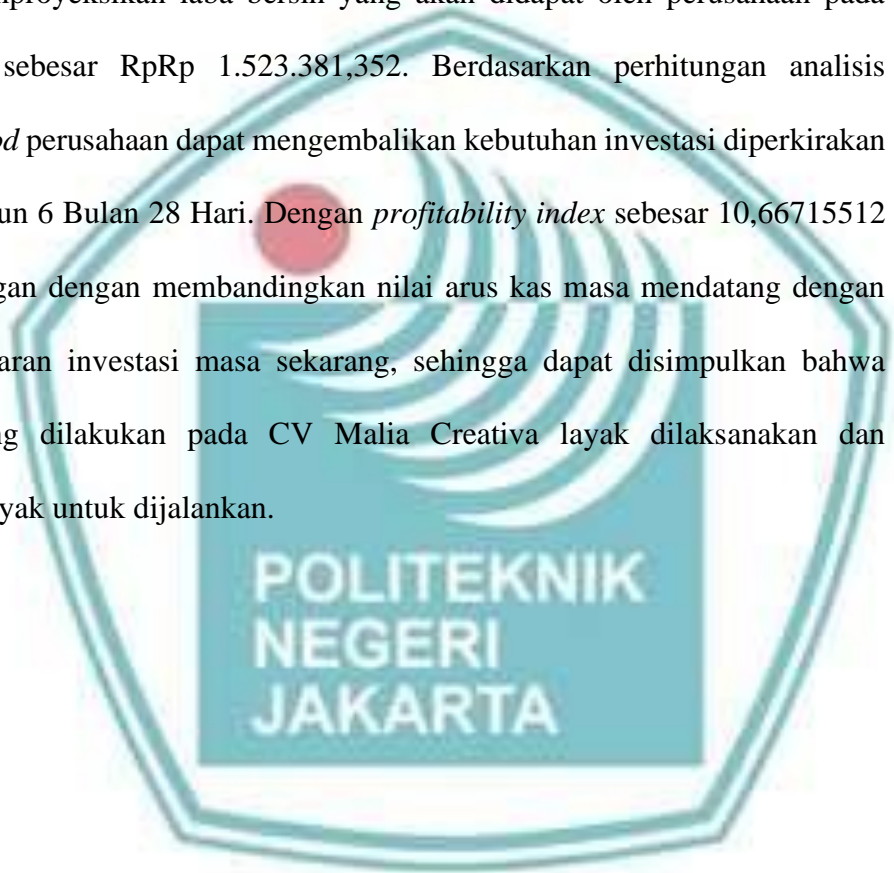 sebesar RpRp 1.523.381,352. Berdasarkan perhitungan analisis
perusahaan dapat mengembalikan kebutuhan investasi diperkirakan
6 Bulan 28 Hari. Dengan profitability index sebesar 10,66715512
dengan membandingkan nilai arus kas masa mendatang dengan
investasi masa sekarang, sehingga dapat disimpulkan bahwa
dilakukan pada CV Malia Creativa layak dilaksanakan dan
untuk dijalankan.
POLITEKNIK
NEGERI
JAKARTA